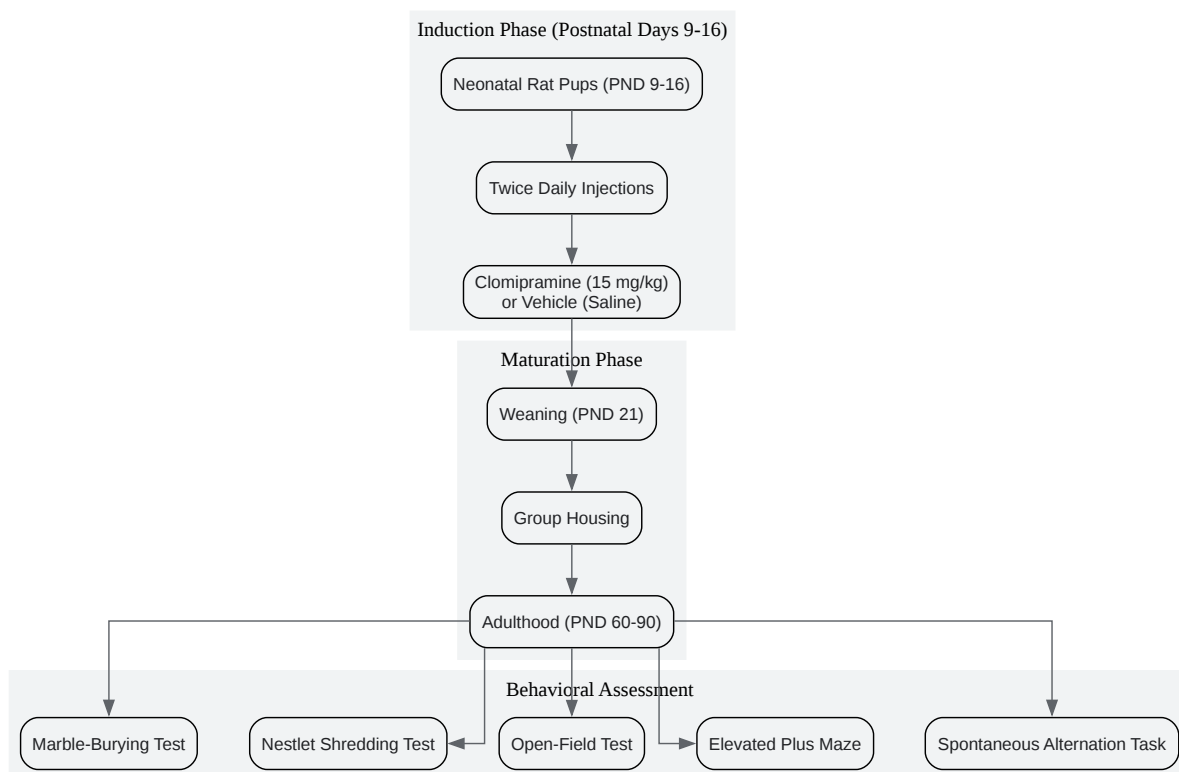 Induction Phase (Postnatal Days 9-16)
Neonatal Rat Pups (PND 9-16)
Twice Daily Injections
Clomipramine (15 mg/kg)
or Vehicle (Saline)
Maturation Phase
Weaning (PND 21)
Group Housing
Adulthood (PND 60-90)
Behavioral Assessment
Marble-Burying Test
Nestlet Shredding Test
Open-Field Test
Elevated Plus Maze
Spontaneous Alternation Task